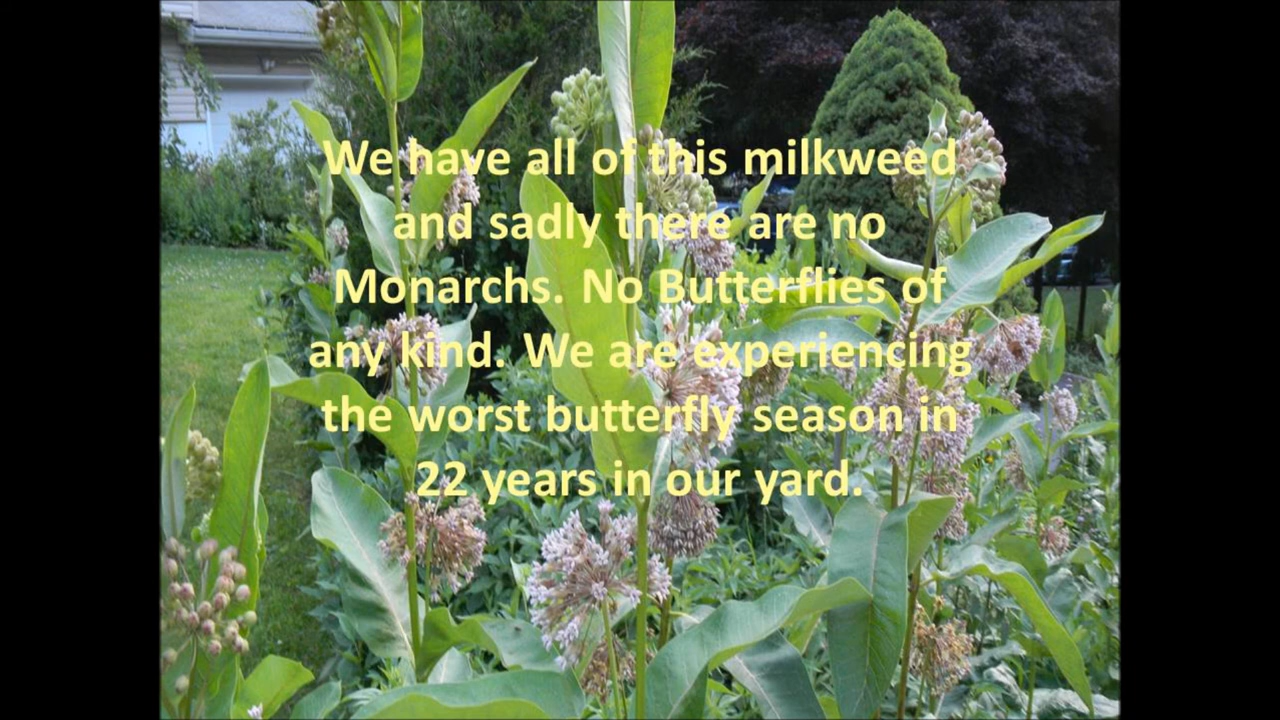 We have all of this milkweed
and sadly there are no
Monarchs. No Butterflies of
any kind. We are experiencing
the worst butterfly season in
22 years in our yard.